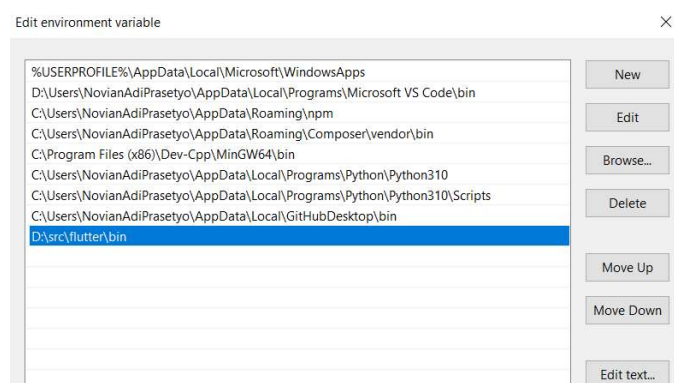 Edit environment variable
%USERPROFILE%\AppData\Local\Microsoft\WindowsApps
New
D:\Users\NovianAdiPrasetyo\AppData\Local\Programs\Microsoft VS Code\bin
C:\Users\NovianAdiPrasetyo\AppData\Roaming\npm
Edit
C:\Users\NovianAdiPrasetyo\AppData\Roaming\Composer\vendor\bin
C:\Program Files (x86)\Dev-Cpp\MinGW64\bin
Browse...
C:\Users\NovianAdiPrasetyo\AppData\Local\Programs\Python\Python310
C:\Users\NovianAdiPrasetyo\AppData\Local\Programs\Python\Python310\Scripts
Delete
C:\Users\NovianAdiPrasetyo\AppData\Local\GitHubDesktop\bin
D:\src\flutter\bin
Move Up
Move Down
Edit text...